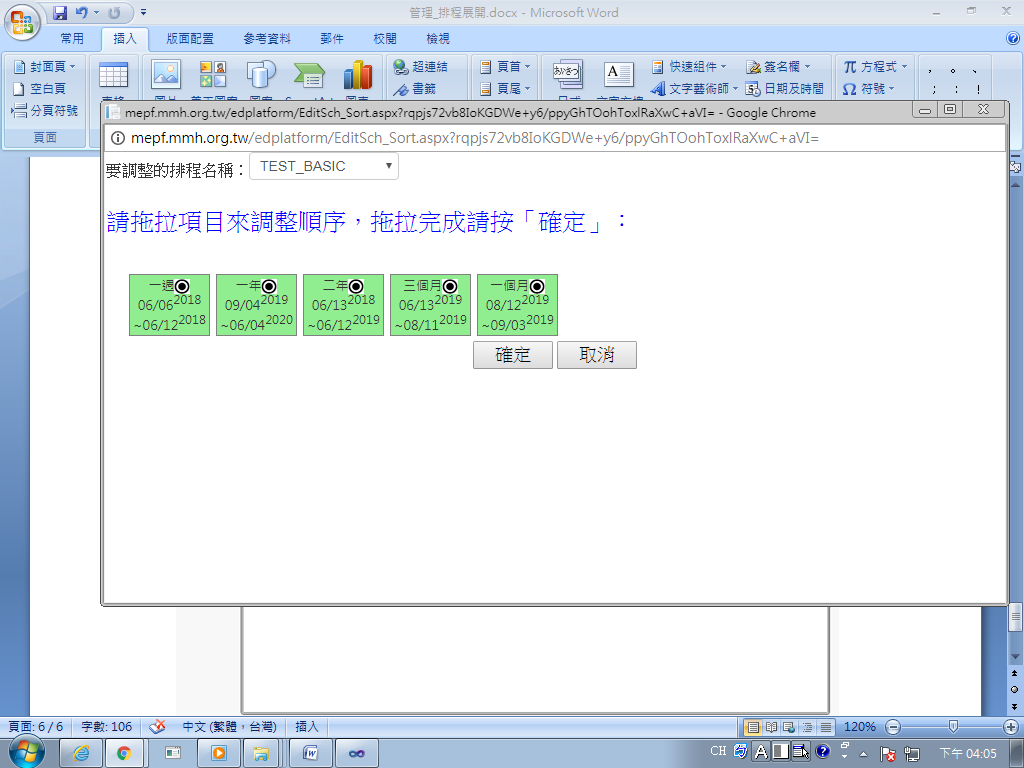 管理_排程展開.docx - Microsoft Word
常用 插入 版面配置 參考資料 郵件 校閱 檢視
封面頁 超連結 頁首 快速組件 簽名欄 π 方程式
空白頁 書籤 頁尾 文字藝術師 日期及時間 Ω 符號
分頁符號
頁面
mepf.mmh.org.tw/edplatform/EditSch_Sort.aspx?rqpjs72vb8IoKGDWe+y6/ppyGhTOohToxlRaXwC+aVI= - Google Chrome
mepf.mmh.org.tw/edplatform/EditSch_Sort.aspx?rqpjs72vb8IoKGDWe+y6/ppyGhTOohToxlRaXwC+aVI=
要調整的排程名稱：TEST_BASIC
請拖拉項目來調整順序，拖拉完成請按「確定」：
一週 一年 二年 三個月 一個月
06/06 2018 09/04 2019 06/13 2018 06/13 2019 08/12 2019
~06/12 2018 ~06/04 2020 ~06/12 2019 ~08/11 2019 ~09/03 2019
確定 取消
頁面: 6 / 6 字數: 106 中文 (繁體，台灣) 插入 120%
CH 下午 04:05